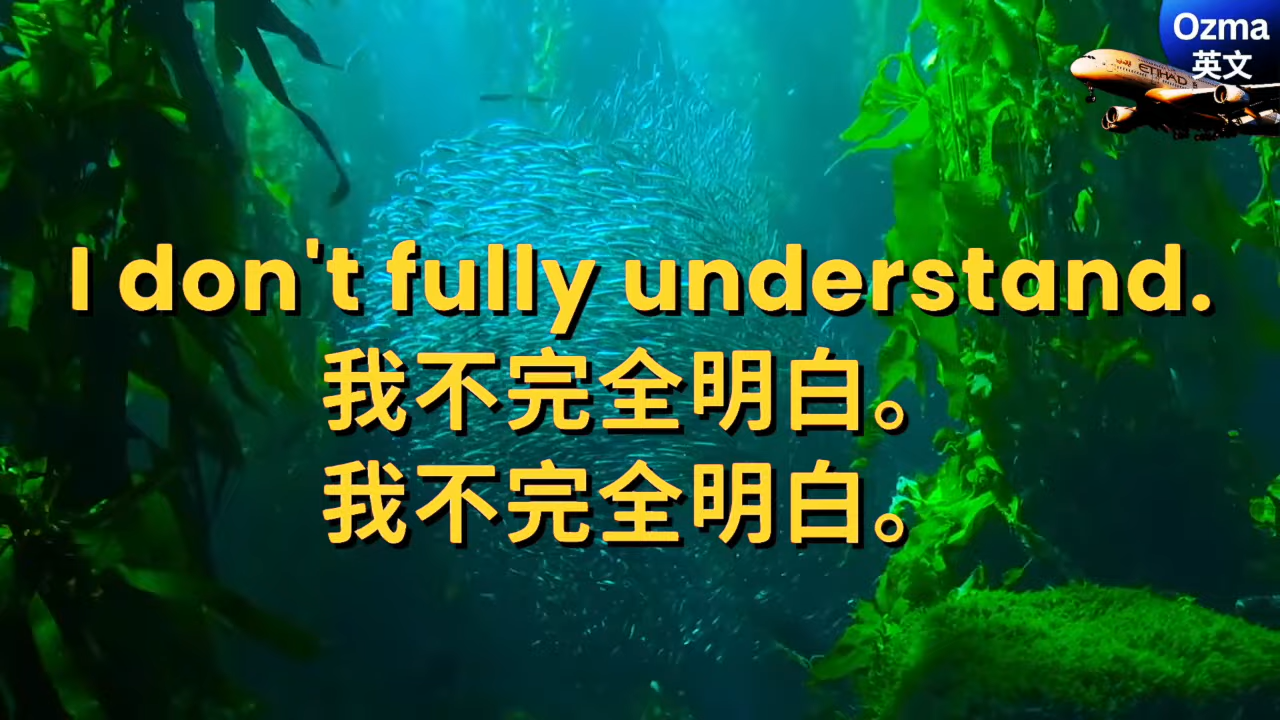 Ozma
英文
ETIHAD
I don't fully understand.
我不完全明白。
我不完全明白。